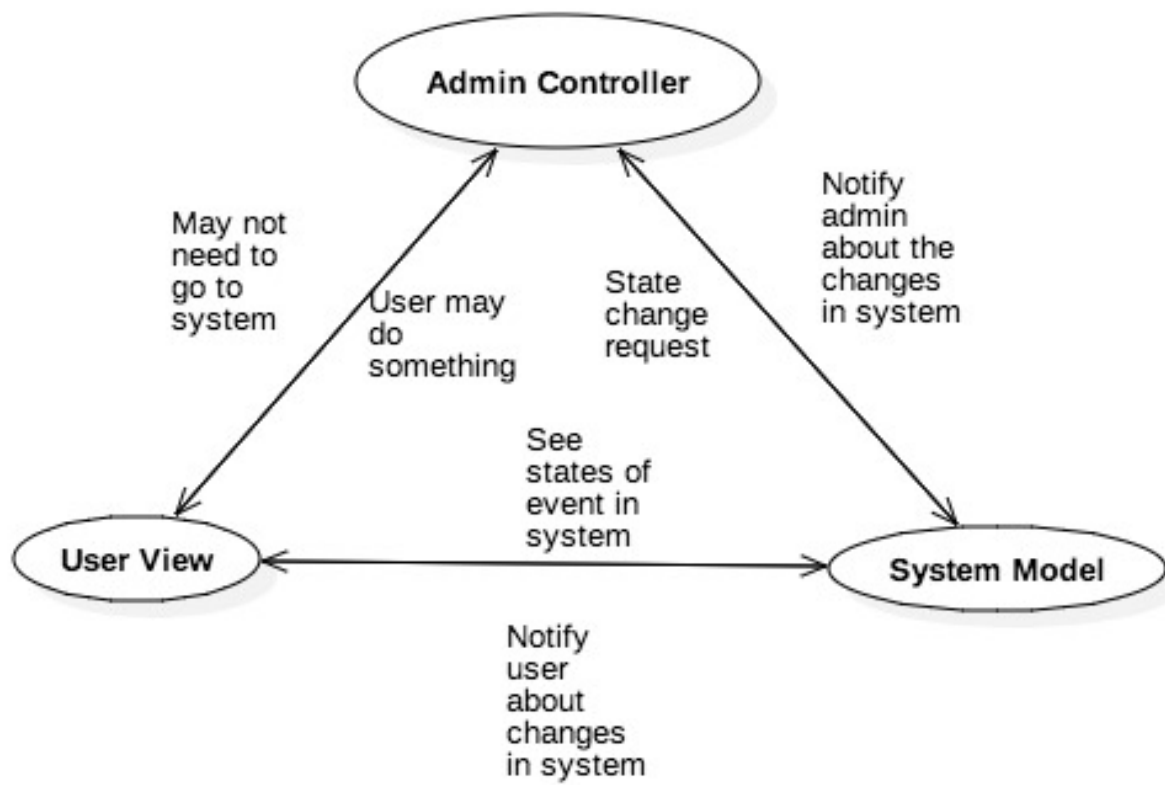 Admin Controller
May not
need to
go to
system
User may
do
something
State
change
request
Notify
admin
about the
changes
in system
See
states of
event in
system
User View
System Model
Notify
user
about
changes
in system